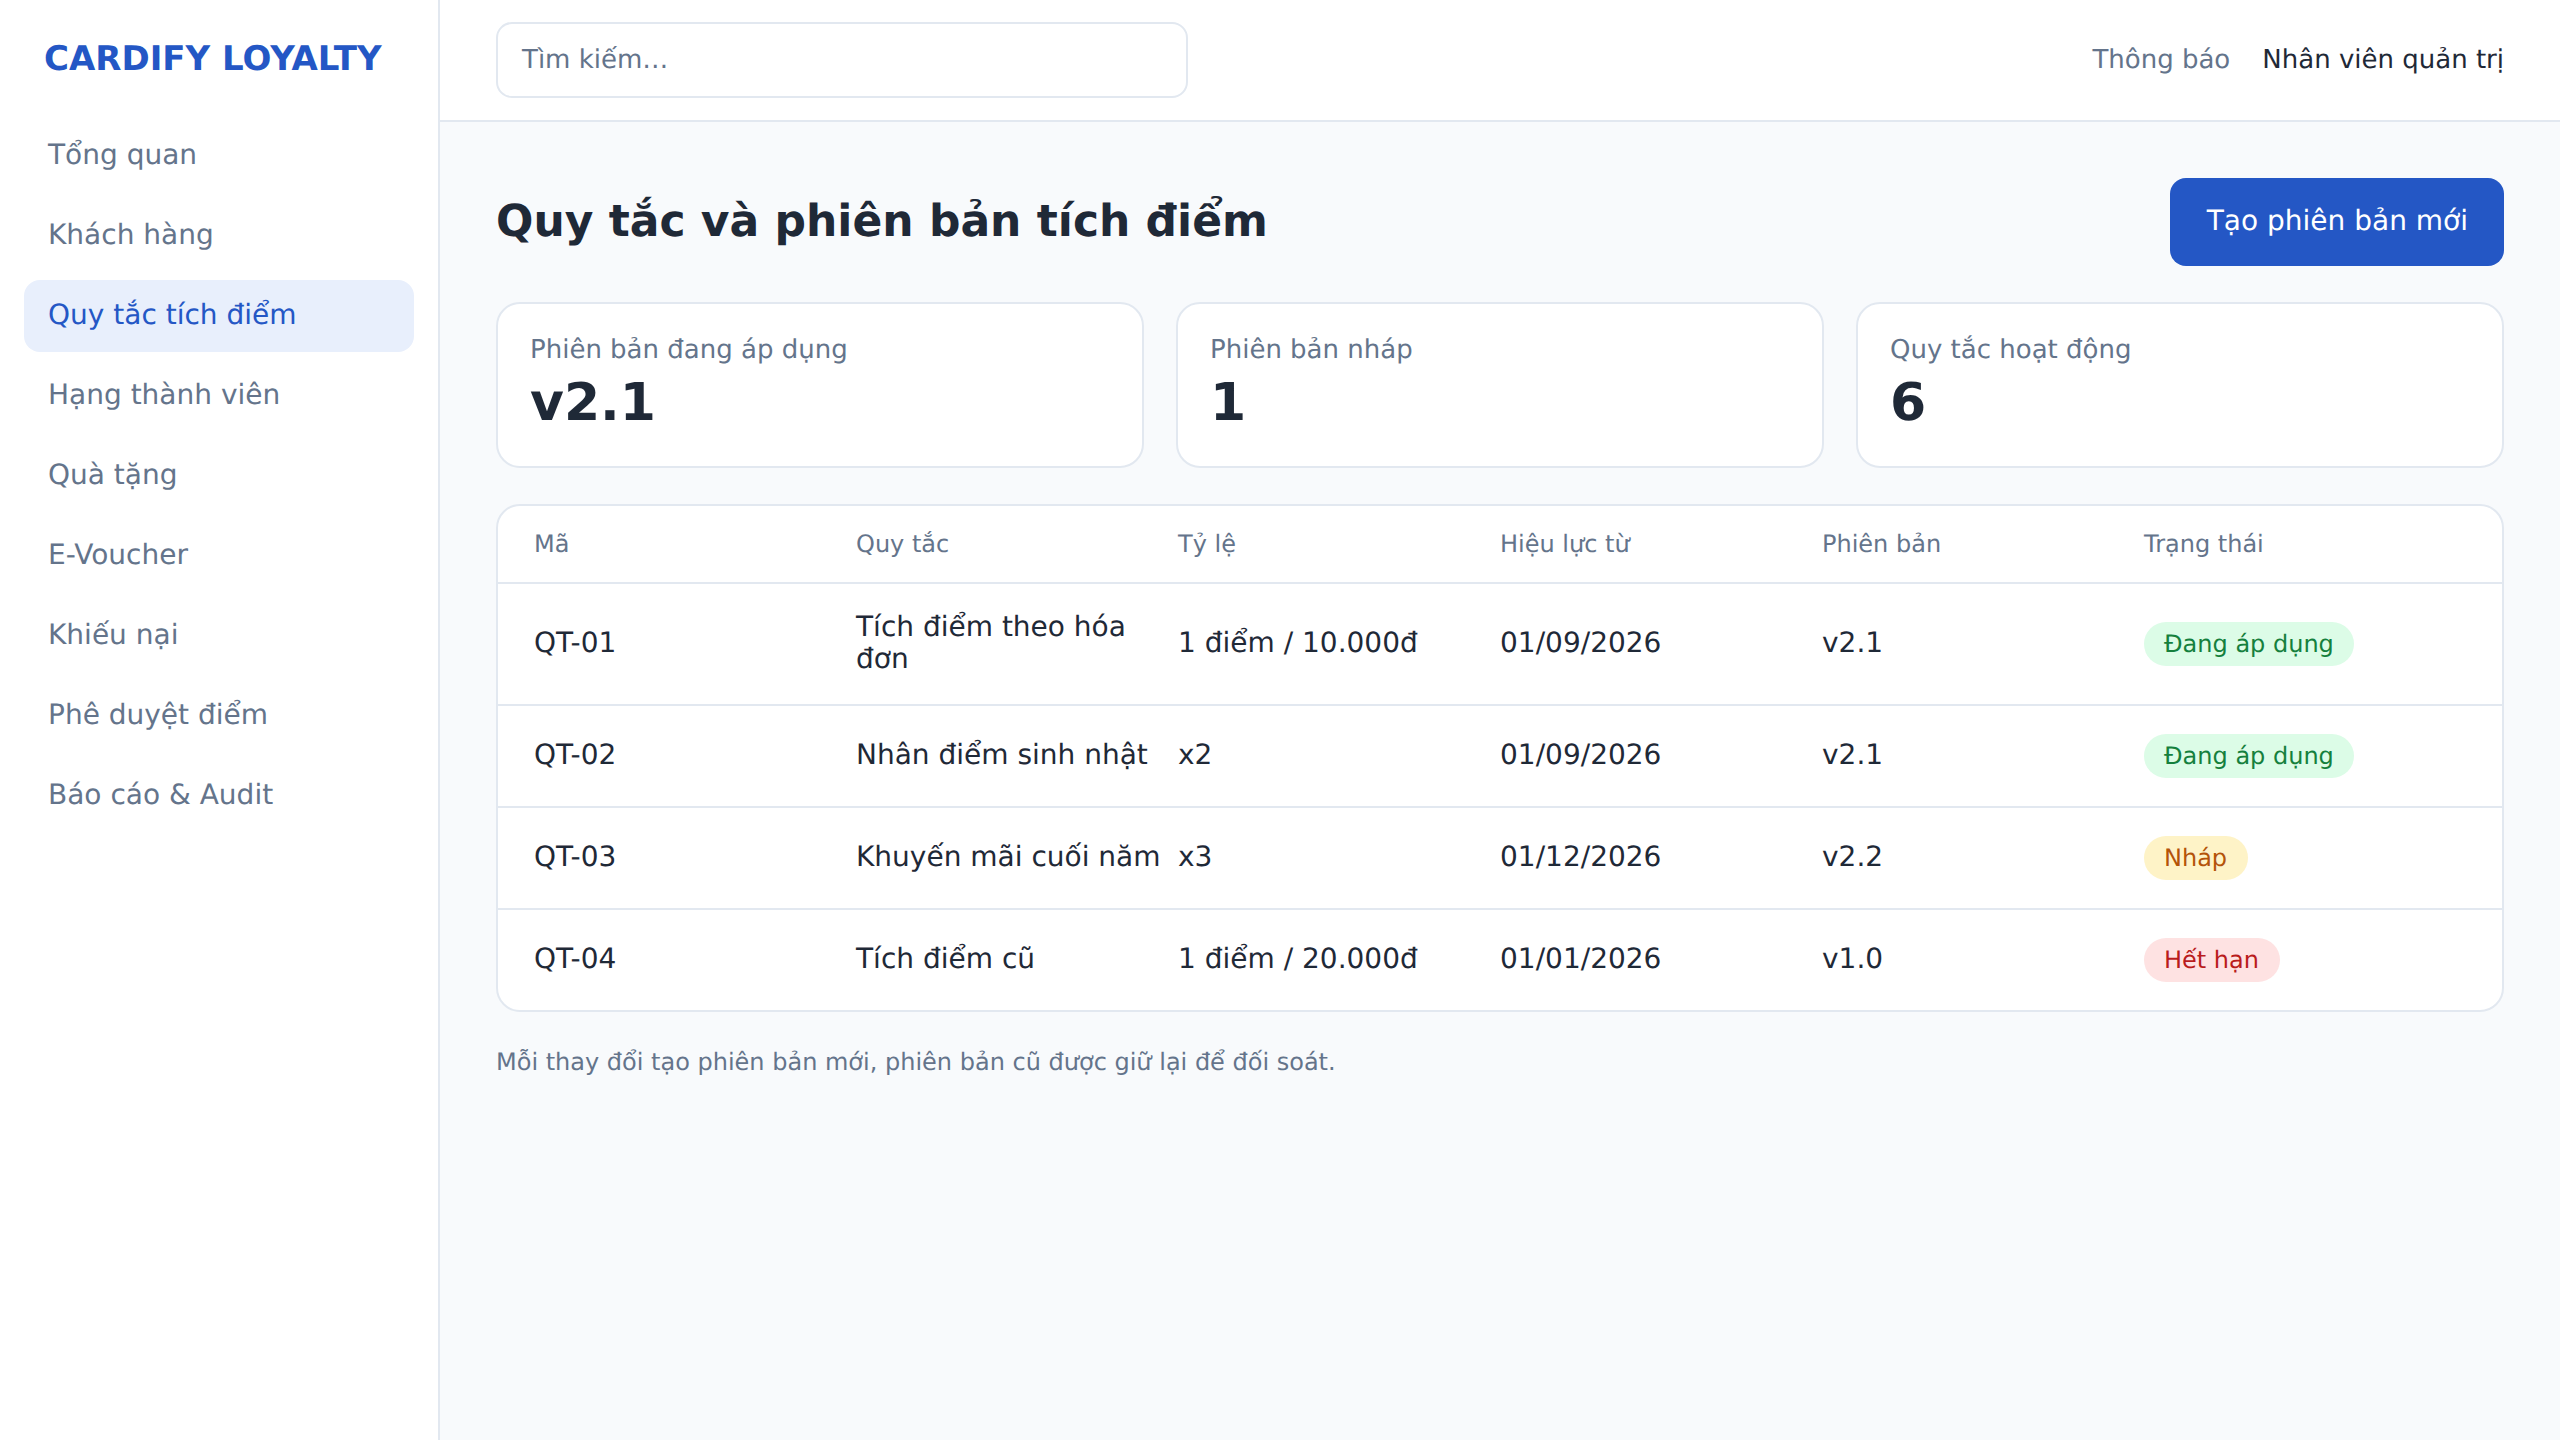 CARDIFY LOYALTY
Tổng quan
Khách hàng
Quy tắc tích điểm
Hạng thành viên
Quà tặng
E-Voucher
Khiếu nại
Phê duyệt điểm
Báo cáo & Audit
Tìm kiếm...
Thông báo Nhân viên quản trị
Quy tắc và phiên bản tích điểm
Tạo phiên bản mới
Phiên bản đang áp dụng
v2.1
Phiên bản nháp
1
Quy tắc hoạt động
6
Mã Quy tắc Tỷ lệ Hiệu lực từ Phiên bản Trạng thái
QT-01 Tích điểm theo hóa đơn 1 điểm / 10.000đ 01/09/2026 v2.1 Đang áp dụng
QT-02 Nhân điểm sinh nhật x2 01/09/2026 v2.1 Đang áp dụng
QT-03 Khuyến mãi cuối năm x3 01/12/2026 v2.2 Nháp
QT-04 Tích điểm cũ 1 điểm / 20.000đ 01/01/2026 v1.0 Hết hạn
Mỗi thay đổi tạo phiên bản mới, phiên bản cũ được giữ lại để đối soát.